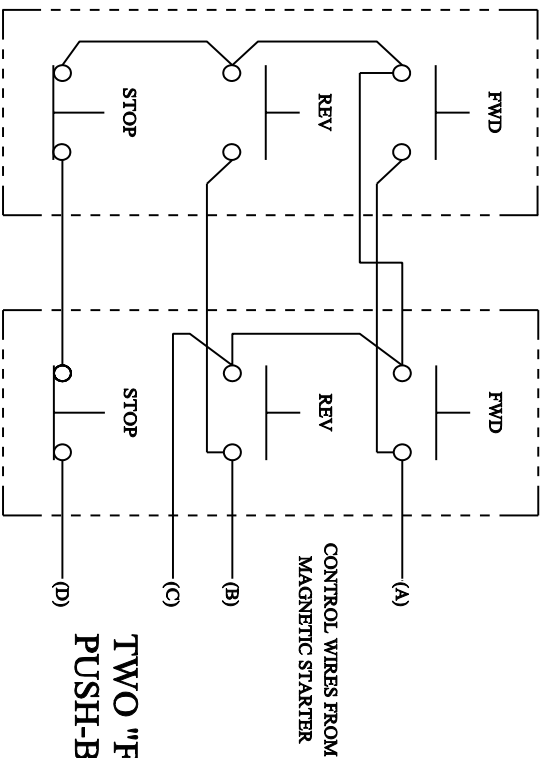 FWD
FWD
(A)
REV
REV
CONTROL WIRES FROM
MAGNETIC STARTER
(B)
(C)
STOP
STOP
(D)
TWO "F
PUSH-B